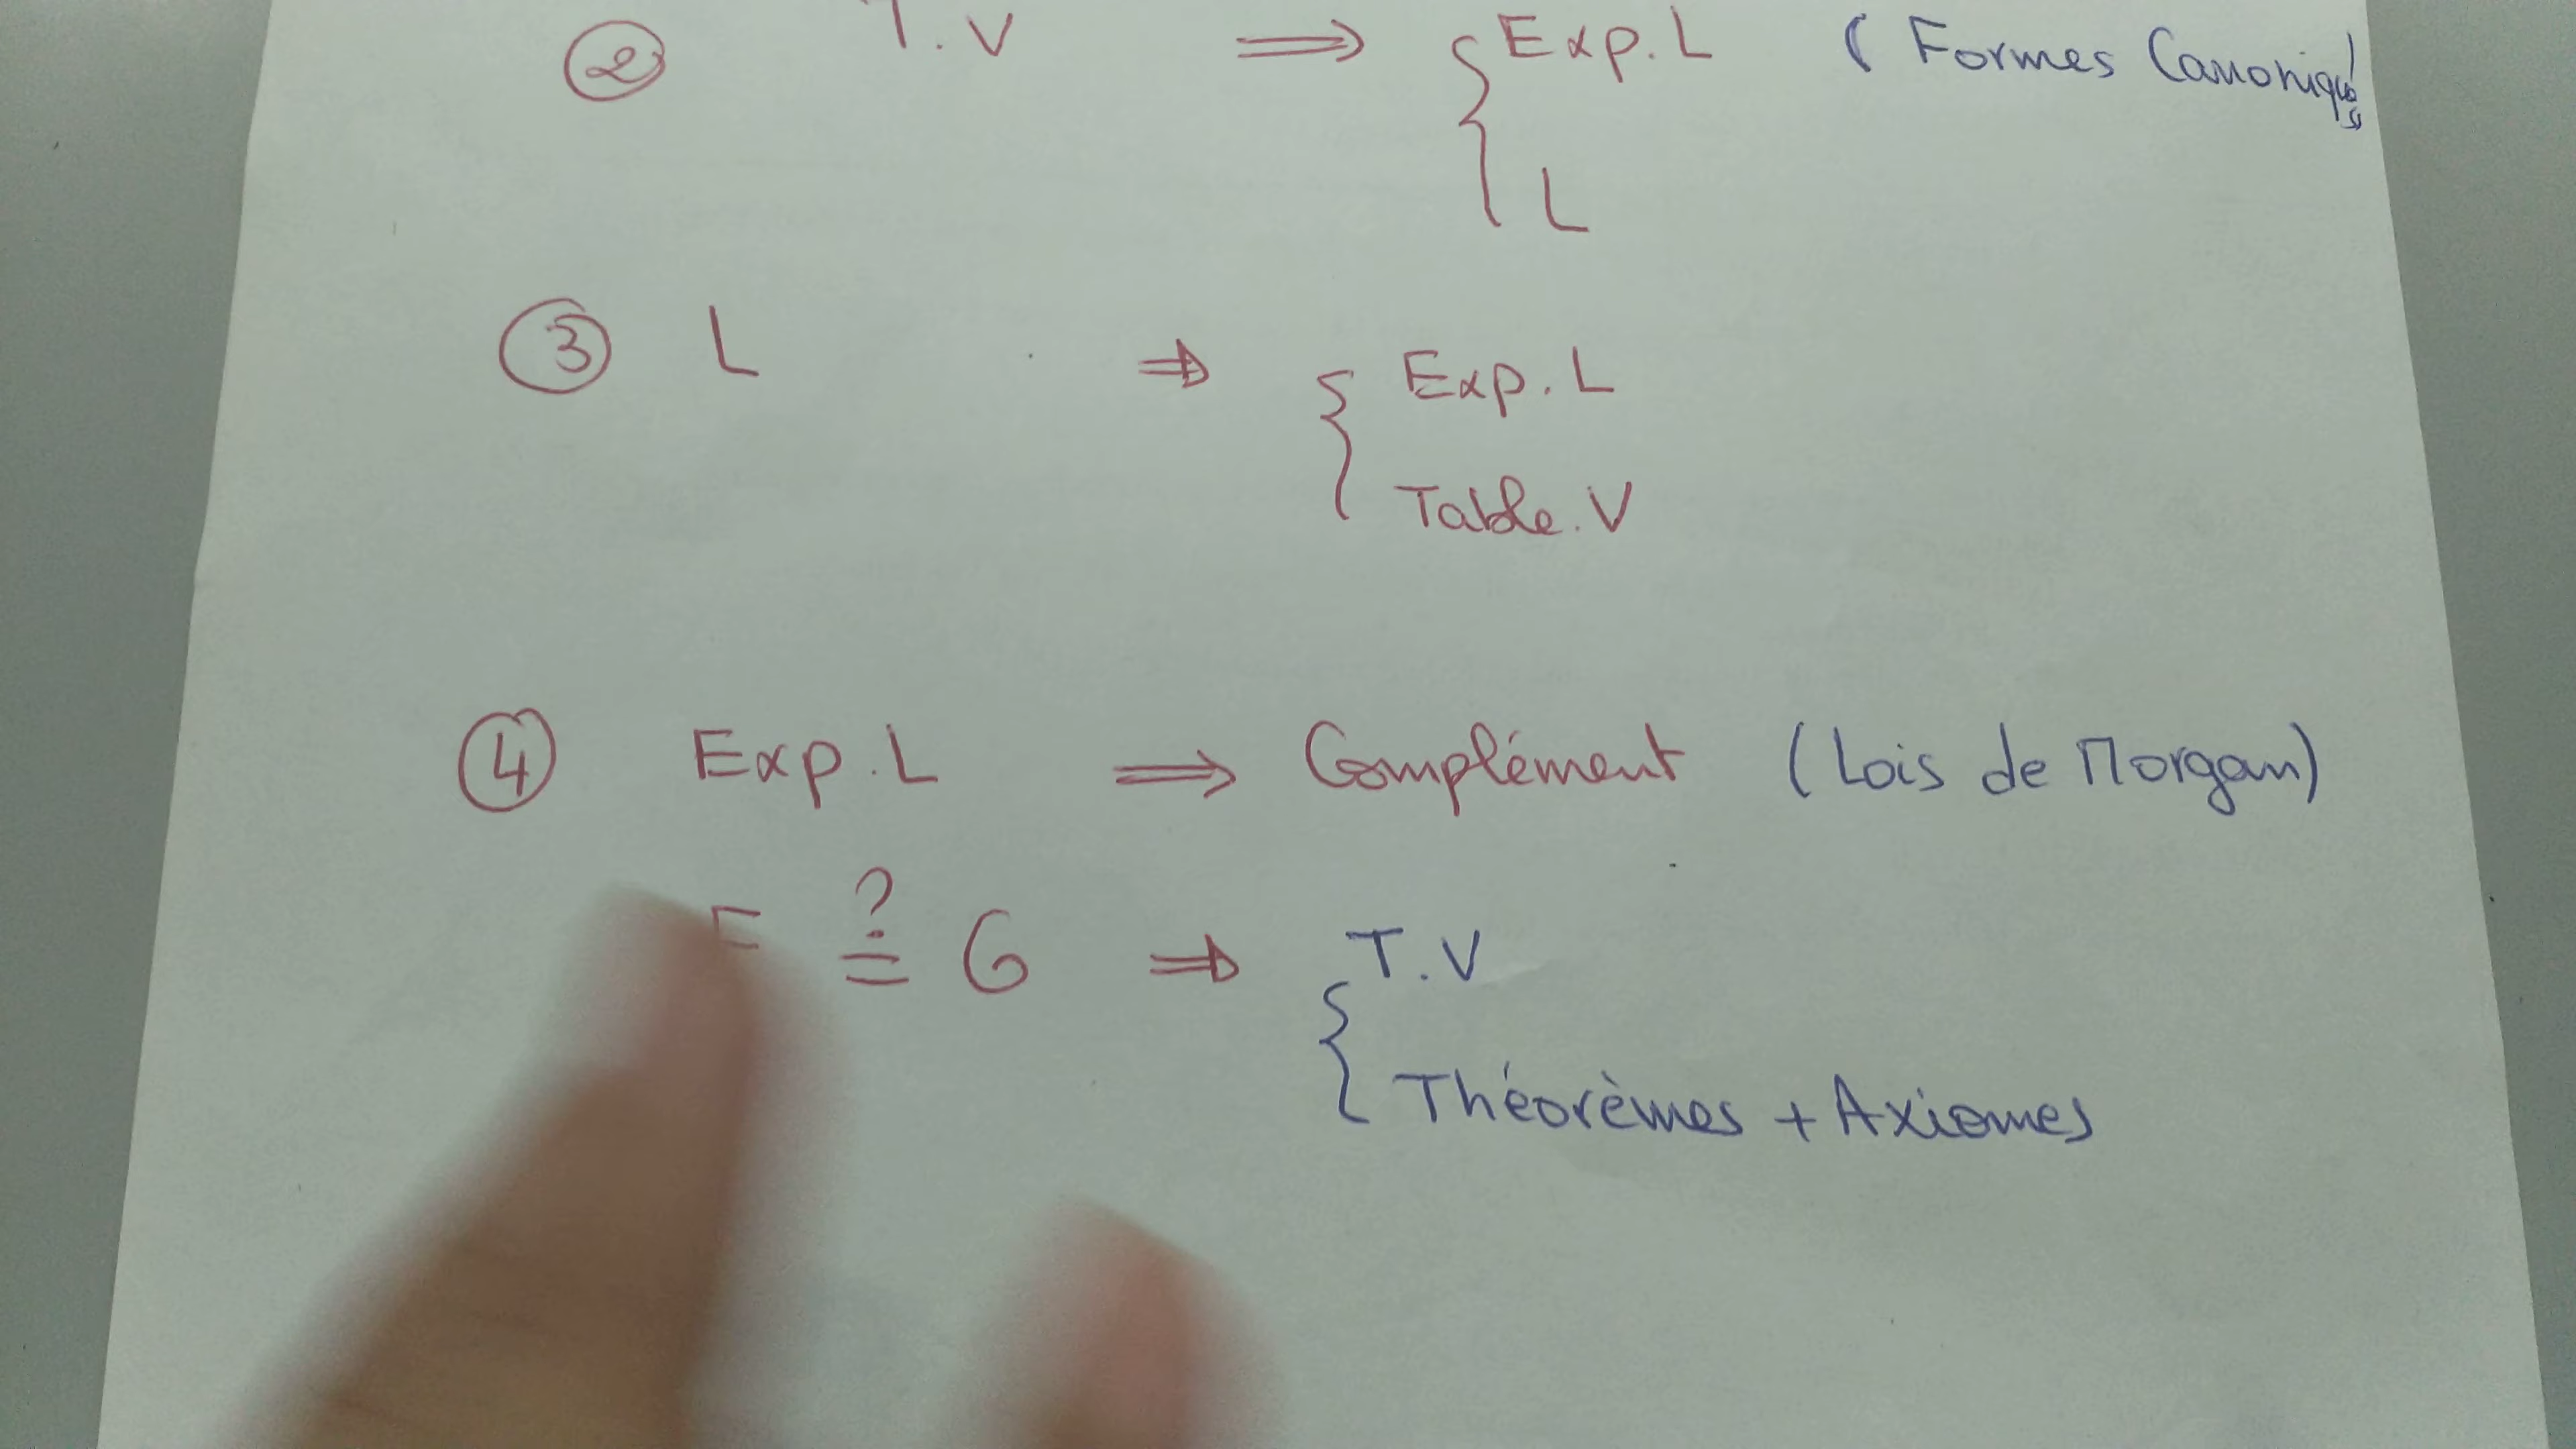 ② T.V ⟹ { Exp.L ( Formes Canoniques
L
③ L ⇒ { Exp.L
Table.V
④ Exp.L ⟹ Complément (Lois de Morgan)
F ?= G ⇒ { T.V
Théorèmes + Axiomes